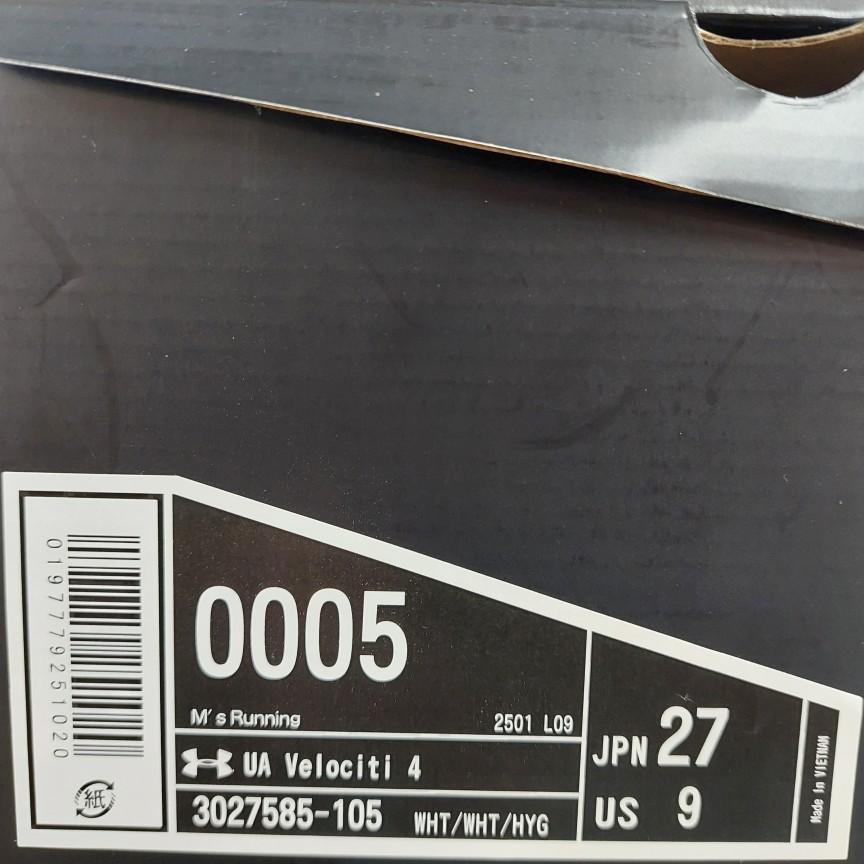 0197779251020
紙
0005
M's Running 2501 L09
UA Velociti 4
3027585-105 WHT/WHT/HYG
JPN 27
US 9
Made In VIETNAM